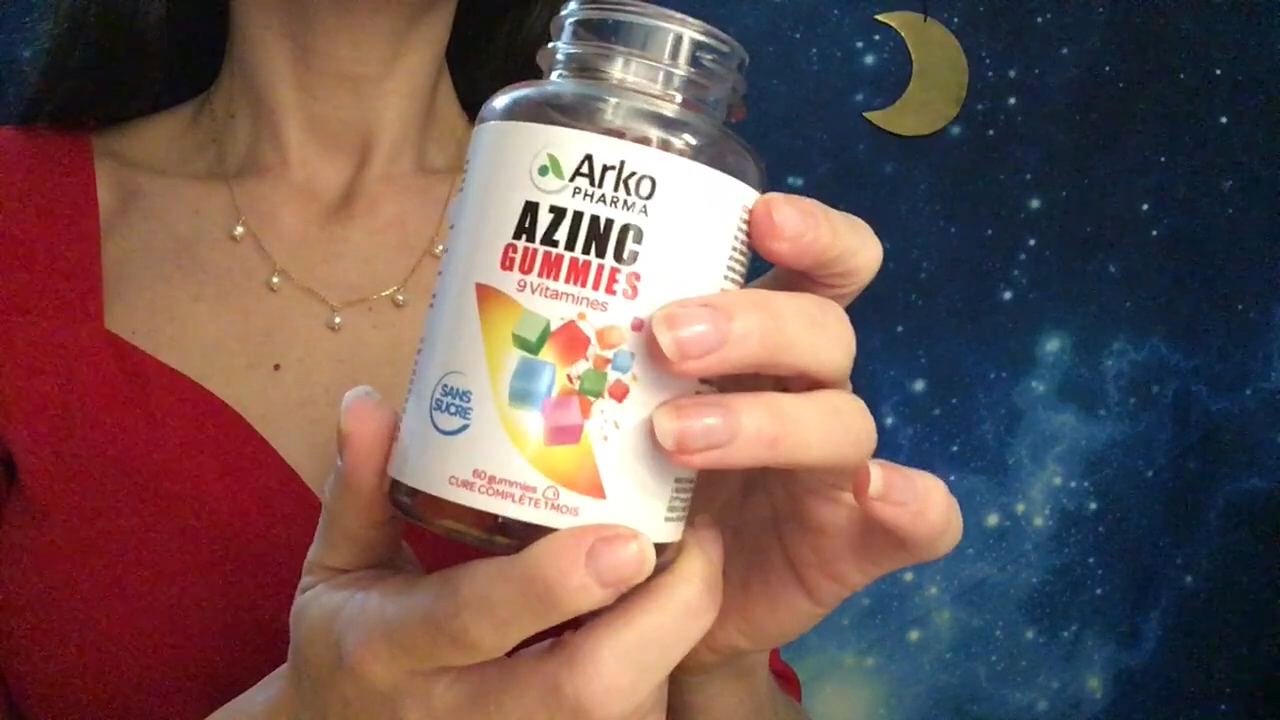 Arko
PHARMA
AZINC
GUMMIES
9 Vitamines
SANS
SUCRE
60 gummies
CURE COMPLÈTE 1 MOIS